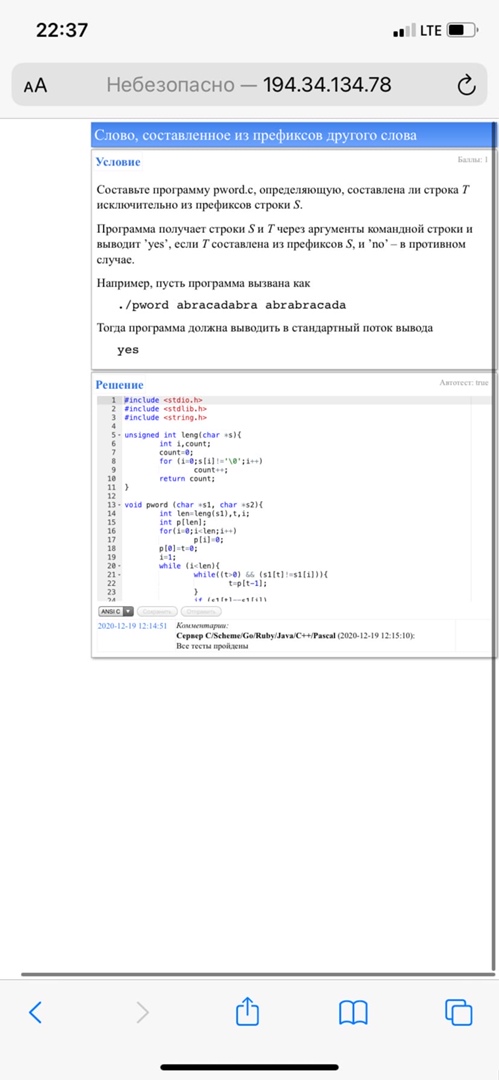 22:37
LTE
AA Небезопасно — 194.34.134.78
Слово, составленное из префиксов другого слова
Условие
Баллы: 1
Составьте программу pword.c, определяющую, составлена ли строка T
исключительно из префиксов строки S.
Программа получает строки S и T через аргументы командной строки и
выводит ’yes’, если T составлена из префиксов S, и ’no’ – в противном
случае.
Например, пусть программа вызвана как
./pword abracadabra abrabracada
Тогда программа должна выводить в стандартный поток вывода
yes
Решение
Автотест: true
1 #include <stdio.h>
2 #include <stdlib.h>
3 #include <string.h>
4
5 unsigned int leng(char *s){
6 int i,count;
7 count=0;
8 for (i=0;s[i]!='\0';i++)
9 count++;
10 return count;
11 }
12
13 void pword (char *s1, char *s2){
14 int len=leng(s1),t,i;
15 int p[len];
16 for(i=0;i<len;i++)
17 p[i]=0;
18 p[0]=t=0;
19 i=1;
20 while (i<len){
21 while((t>0) && (s1[t]!=s1[i])){
22 t=p[t-1];
23 }
24 if (s1[t]==s1[i])
ANSI C Сохранить Отправить
2020-12-19 12:14:51
Комментарии:
Сервер C/Scheme/Go/Ruby/Java/C++/Pascal (2020-12-19 12:15:10):
Все тесты пройдены